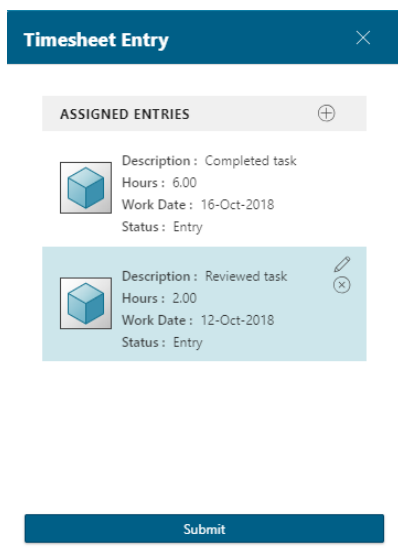 Timesheet Entry
ASSIGNED ENTRIES
Description : Completed task
Hours : 6.00
Work Date : 16-Oct-2018
Status : Entry
Description : Reviewed task
Hours : 2.00
Work Date : 12-Oct-2018
Status : Entry
Submit